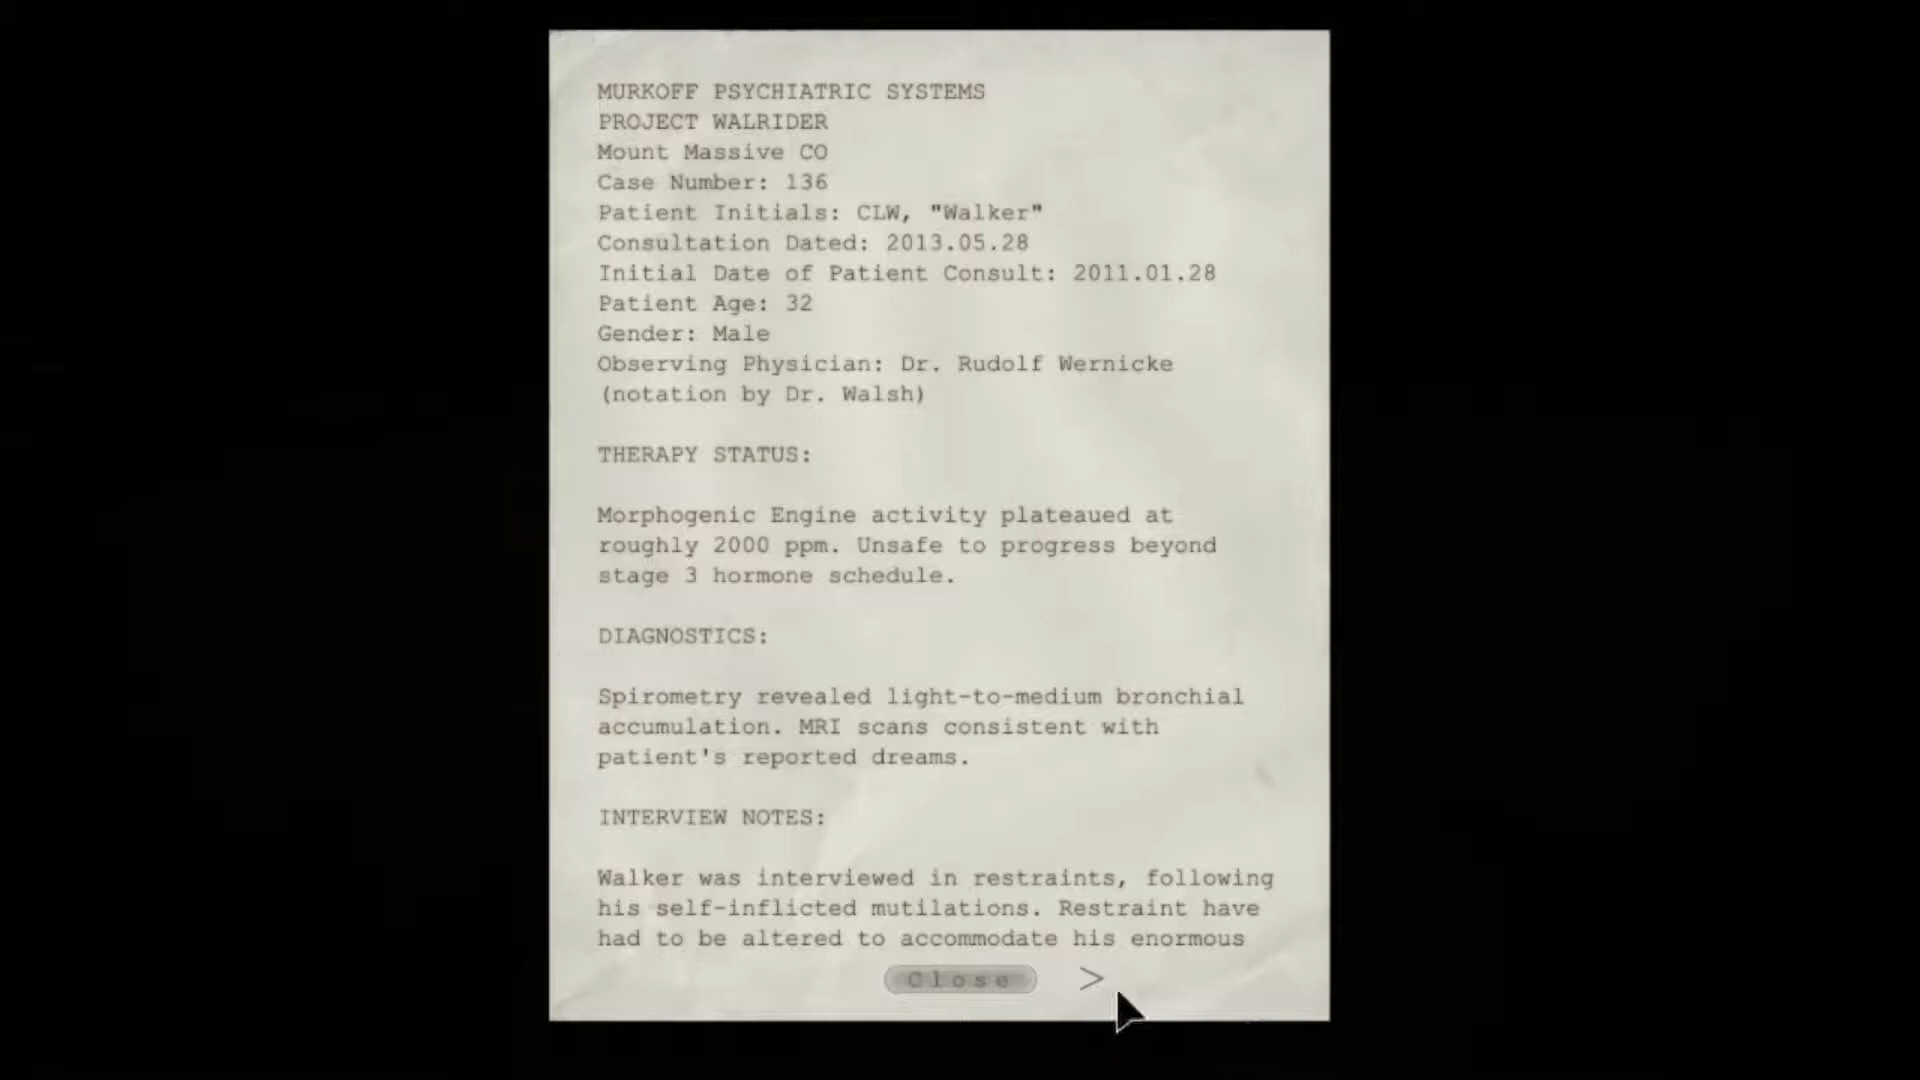 MURKOFF PSYCHIATRIC SYSTEMS
PROJECT WALRIDER
Mount Massive CO
Case Number: 136
Patient Initials: CLW, "Walker"
Consultation Dated: 2013.05.28
Initial Date of Patient Consult: 2011.01.28
Patient Age: 32
Gender: Male
Observing Physician: Dr. Rudolf Wernicke
(notation by Dr. Walsh)
THERAPY STATUS:
Morphogenic Engine activity plateaued at
roughly 2000 ppm. Unsafe to progress beyond
stage 3 hormone schedule.
DIAGNOSTICS:
Spirometry revealed light-to-medium bronchial
accumulation. MRI scans consistent with
patient's reported dreams.
INTERVIEW NOTES:
Walker was interviewed in restraints, following
his self-inflicted mutilations. Restraint have
had to be altered to accommodate his enormous
Close >